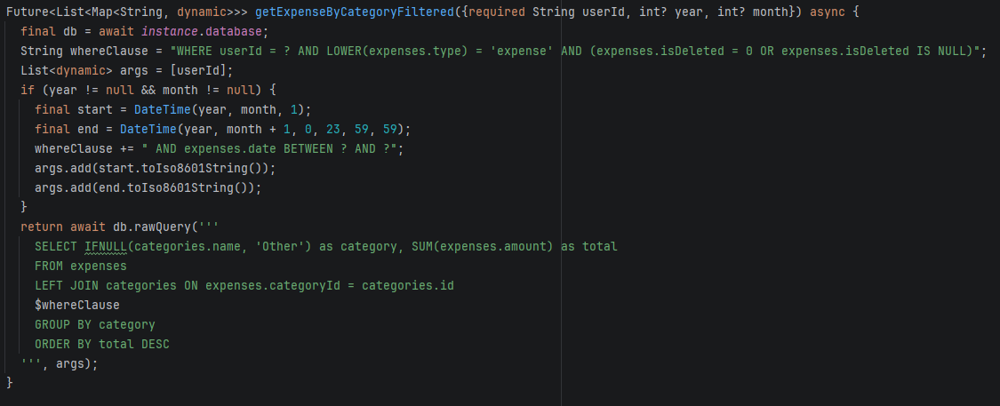 Future<List<Map<String, dynamic>>> getExpenseByCategoryFiltered({required String userId, int? year, int? month}) async {
  final db = await instance.database;
  String whereClause = "WHERE userId = ? AND LOWER(expenses.type) = 'expense' AND (expenses.isDeleted = 0 OR expenses.isDeleted IS NULL)";
  List<dynamic> args = [userId];
  if (year != null && month != null) {
    final start = DateTime(year, month, 1);
    final end = DateTime(year, month + 1, 0, 23, 59, 59);
    whereClause += " AND expenses.date BETWEEN ? AND ?";
    args.add(start.toIso8601String());
    args.add(end.toIso8601String());
  }
  return await db.rawQuery('''
    SELECT IFNULL(categories.name, 'Other') as category, SUM(expenses.amount) as total
    FROM expenses
    LEFT JOIN categories ON expenses.categoryId = categories.id
    $whereClause
    GROUP BY category
    ORDER BY total DESC
  ''', args);
}